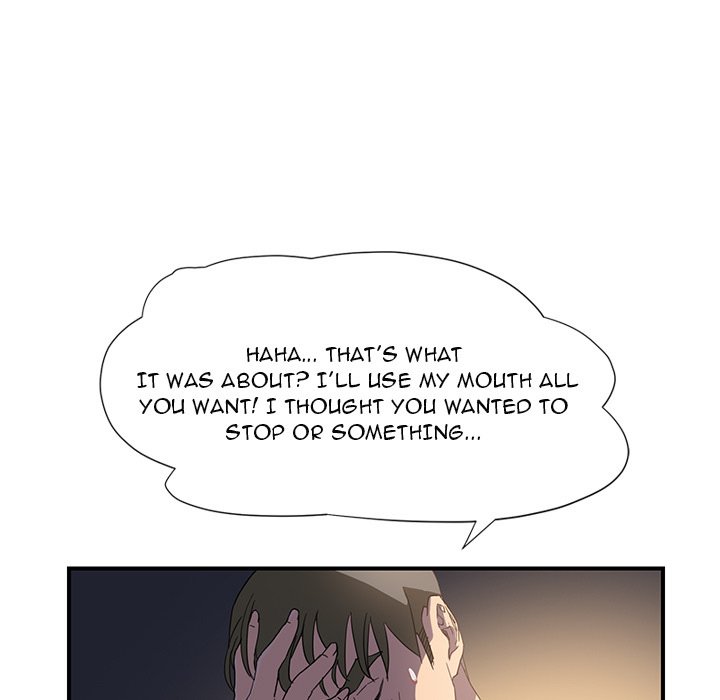 HAHA... THAT'S WHAT
IT WAS ABOUT? I'LL USE MY MOUTH ALL
YOU WANT! I THOUGHT YOU WANTED TO
STOP OR SOMETHING...